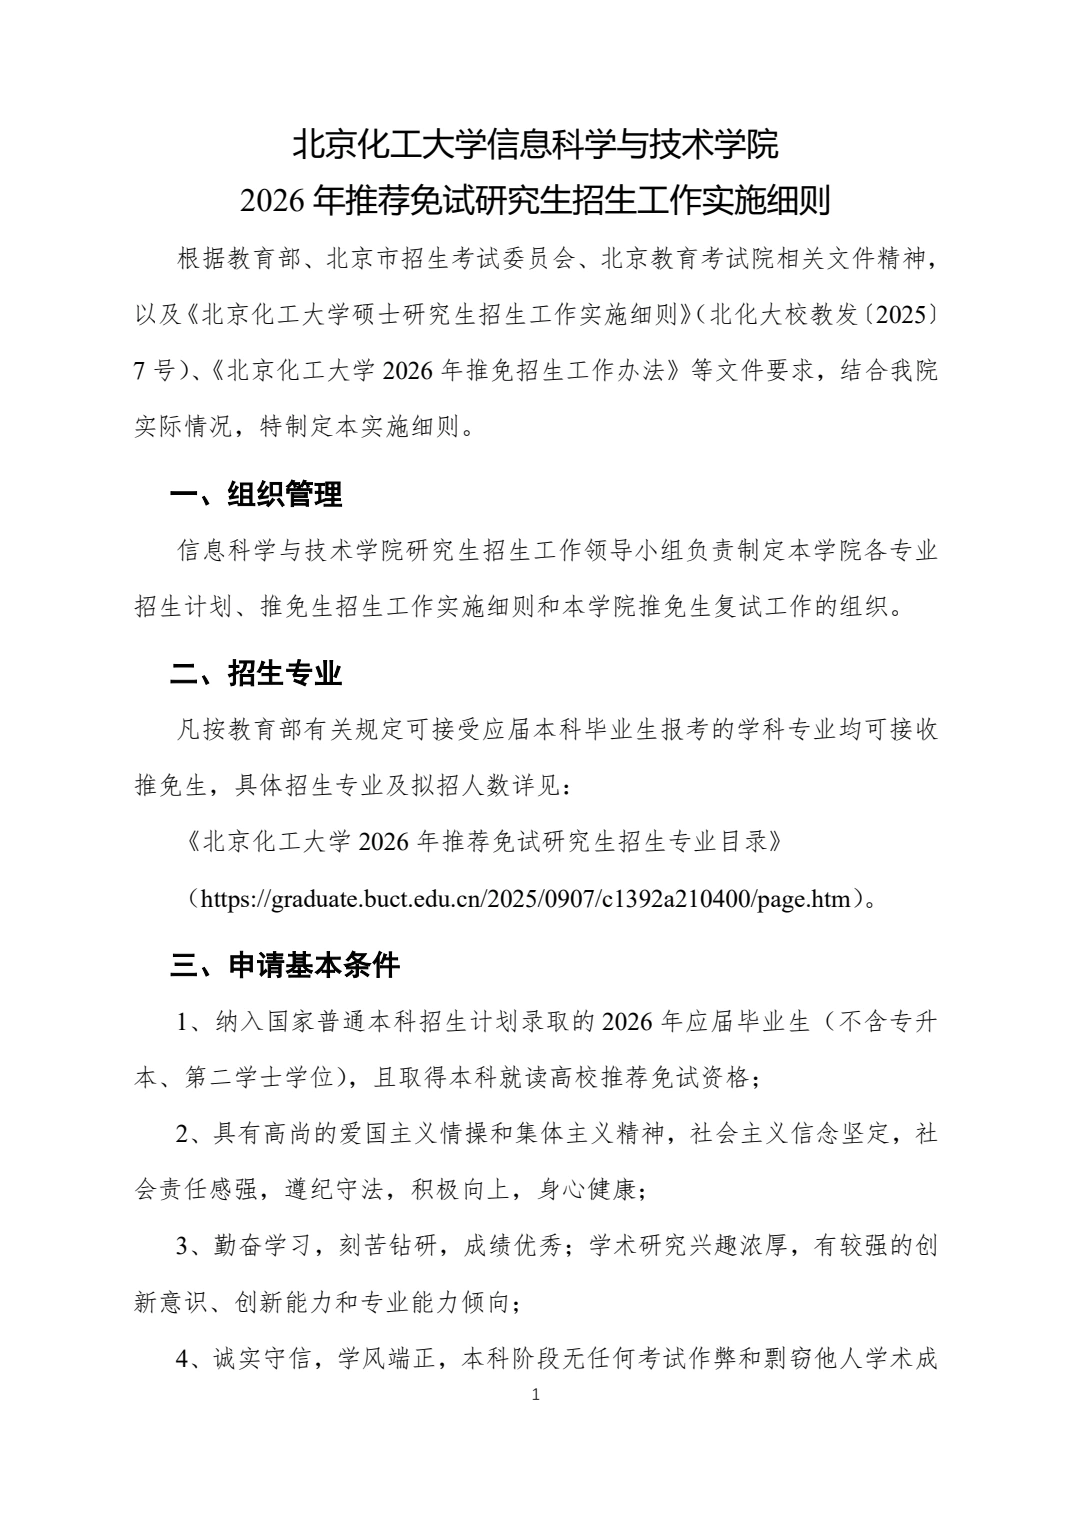 北京化工大学信息科学与技术学院
2026 年推荐免试研究生招生工作实施细则
根据教育部、北京市招生考试委员会、北京教育考试院相关文件精神，
以及《北京化工大学硕士研究生招生工作实施细则》（北化大校教发〔2025〕
7 号）、《北京化工大学 2026 年推免招生工作办法》等文件要求，结合我院
实际情况，特制定本实施细则。
一、组织管理
信息科学与技术学院研究生招生工作领导小组负责制定本学院各专业
招生计划、推免生招生工作实施细则和本学院推免生复试工作的组织。
二、招生专业
凡按教育部有关规定可接受应届本科毕业生报考的学科专业均可接收
推免生，具体招生专业及拟招人数详见：
《北京化工大学 2026 年推荐免试研究生招生专业目录》
（https://graduate.buct.edu.cn/2025/0907/c1392a210400/page.htm）。
三、申请基本条件
1、纳入国家普通本科招生计划录取的 2026 年应届毕业生（不含专升
本、第二学士学位），且取得本科就读高校推荐免试资格；
2、具有高尚的爱国主义情操和集体主义精神，社会主义信念坚定，社
会责任感强，遵纪守法，积极向上，身心健康；
3、勤奋学习，刻苦钻研，成绩优秀；学术研究兴趣浓厚，有较强的创
新意识、创新能力和专业能力倾向；
4、诚实守信，学风端正，本科阶段无任何考试作弊和剽窃他人学术成
1